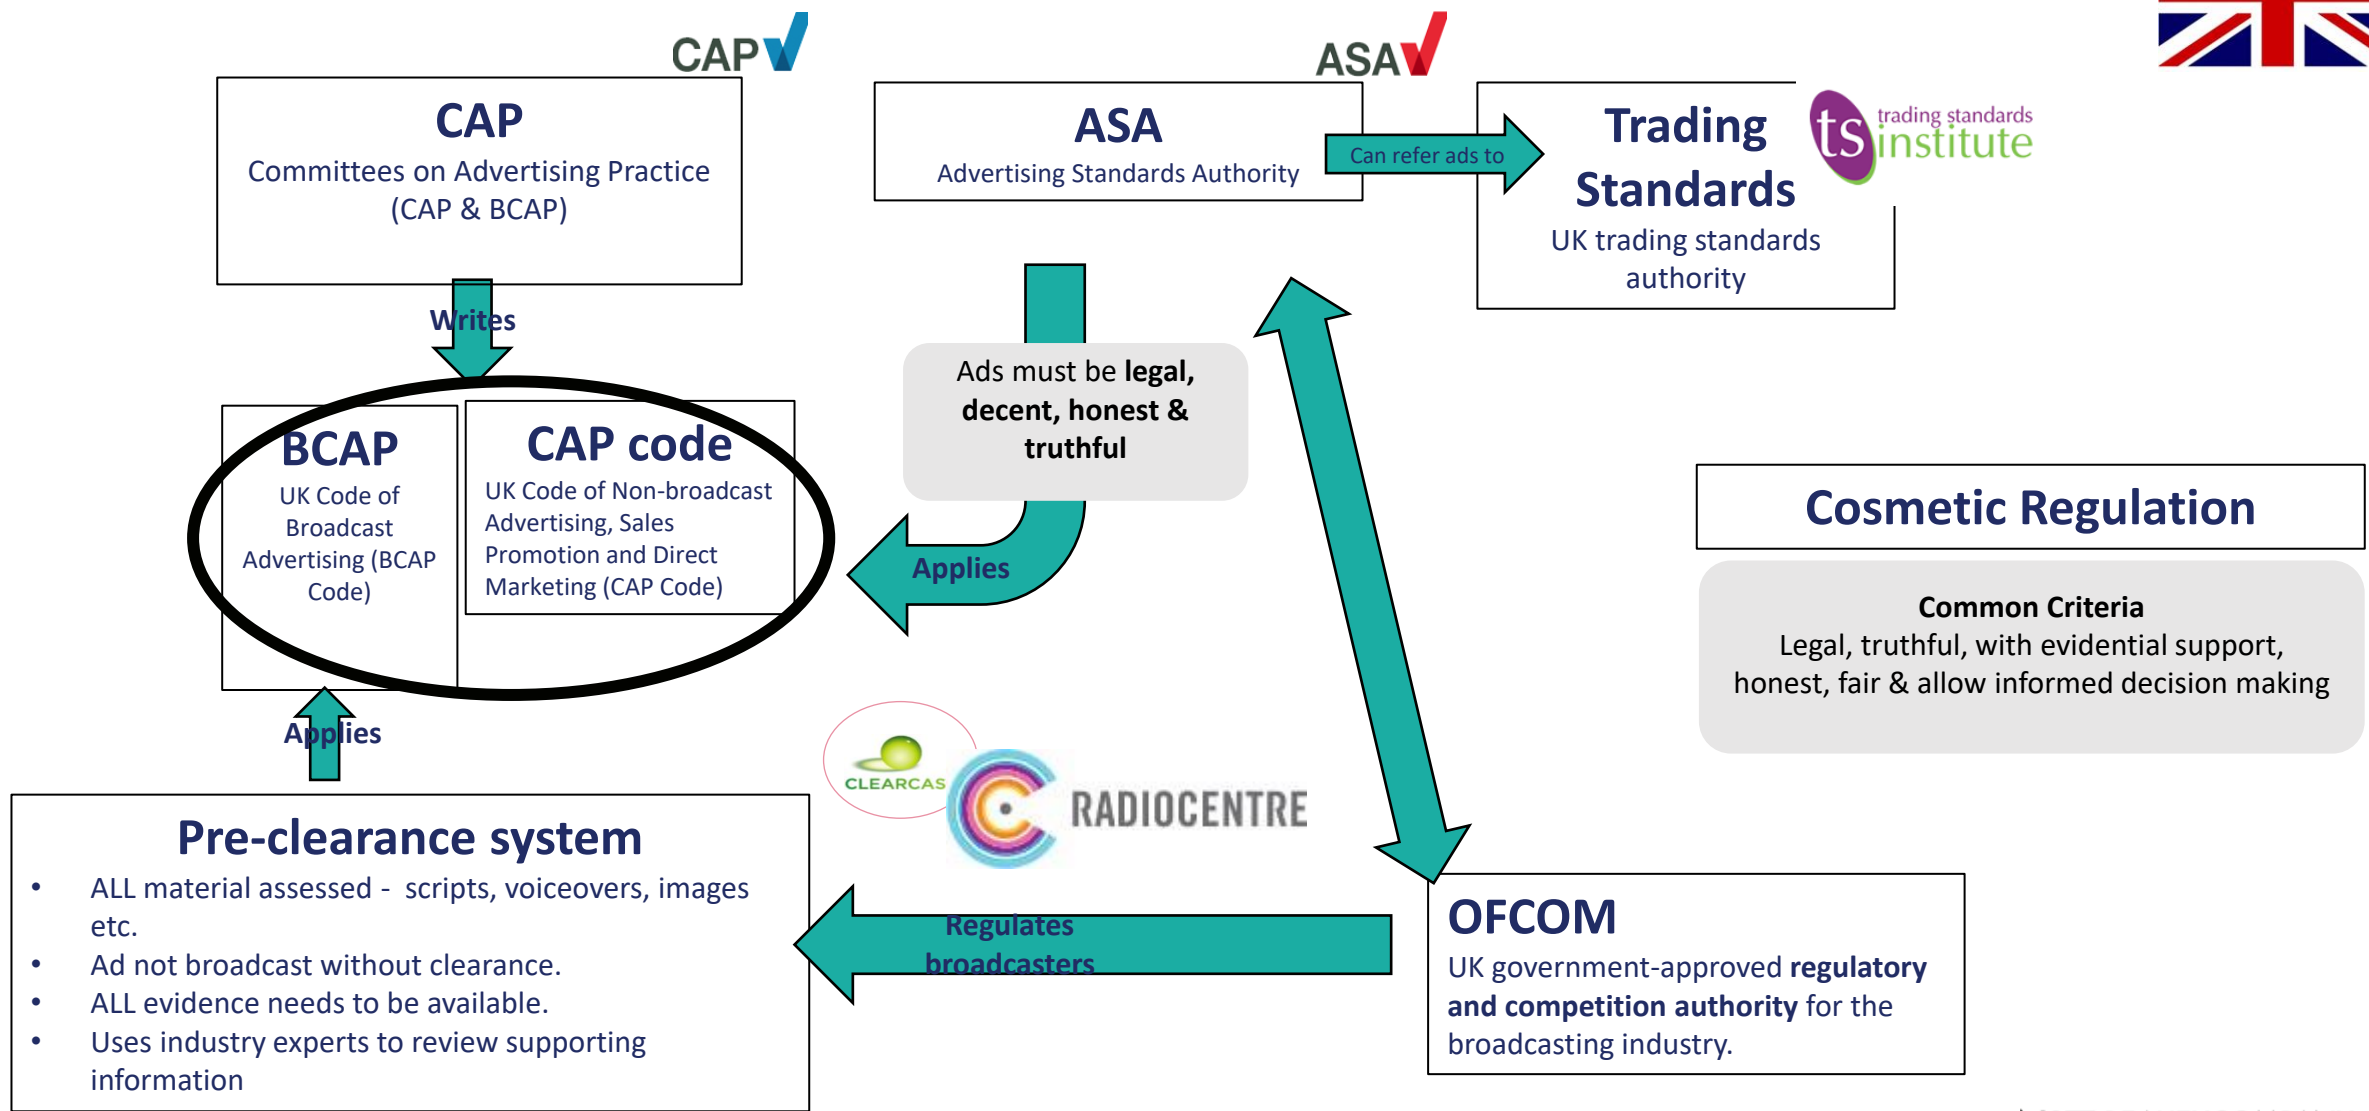 CAP
ASA
CAP
Committees on Advertising Practice
(CAP & BCAP)
ASA
Advertising Standards Authority
Can refer ads to
Trading
Standards
UK trading standards
authority
ts
trading standards
institute
Writes
BCAP
UK Code of
Broadcast
Advertising (BCAP
Code)
CAP code
UK Code of Non-broadcast
Advertising, Sales
Promotion and Direct
Marketing (CAP Code)
Ads must be legal,
decent, honest &
truthful
Applies
Cosmetic Regulation
Common Criteria
Legal, truthful, with evidential support,
honest, fair & allow informed decision making
Applies
CLEARCAS
RADIOCENTRE
Pre-clearance system
• ALL material assessed - scripts, voiceovers, images
etc.
• Ad not broadcast without clearance.
• ALL evidence needs to be available.
• Uses industry experts to review supporting
information
Regulates
broadcasters
OFCOM
UK government-approved regulatory
and competition authority for the
broadcasting industry.